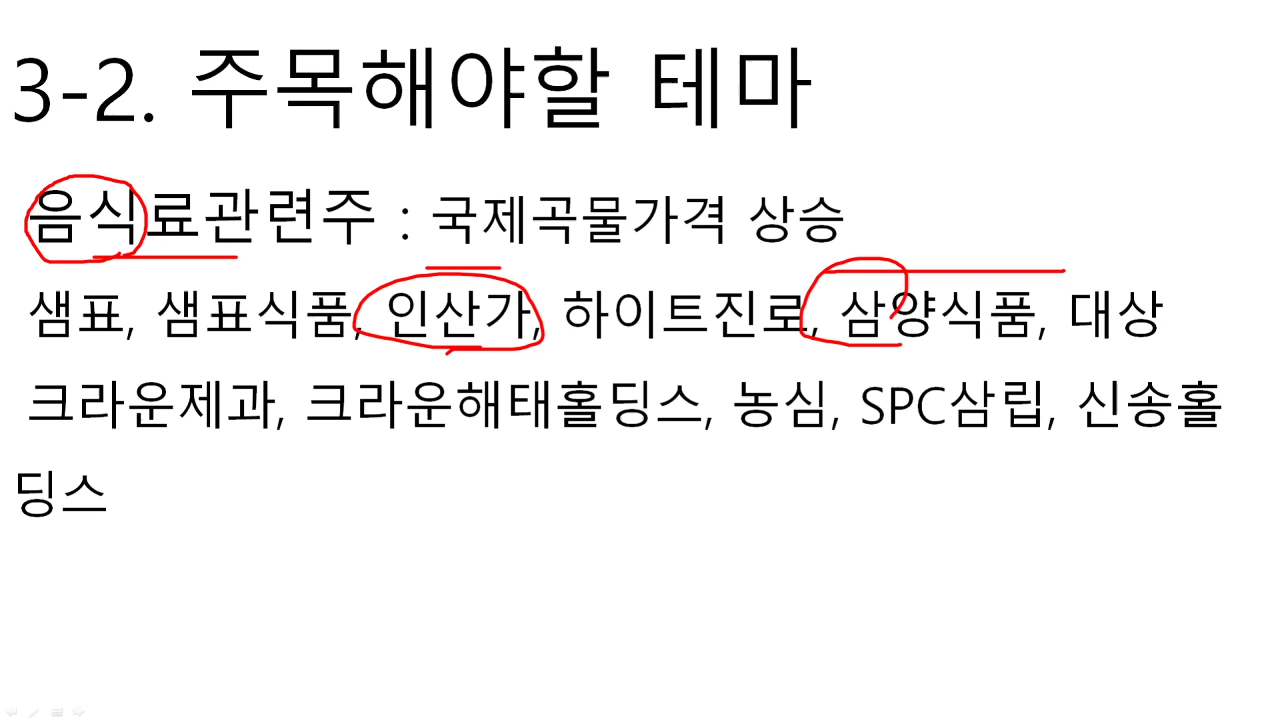 3-2. 주목해야할 테마
음식료관련주 : 국제곡물가격 상승
샘표, 샘표식품, 인산가, 하이트진로, 삼양식품, 대상
크라운제과, 크라운해태홀딩스, 농심, SPC삼립, 신송홀
딩스